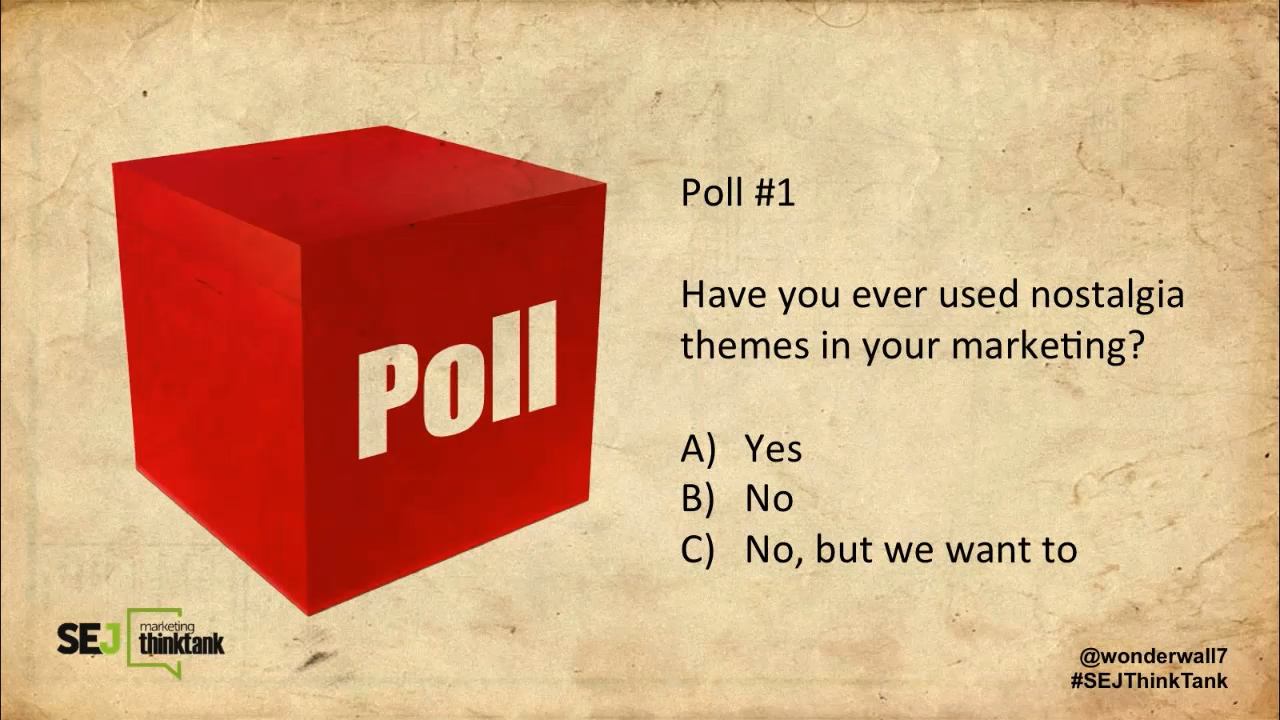 Poll
Poll #1
Have you ever used nostalgia
themes in your marketing?
A) Yes
B) No
C) No, but we want to
SEJ
marketing
thinktank
@wonderwall7
#SEJThinkTank